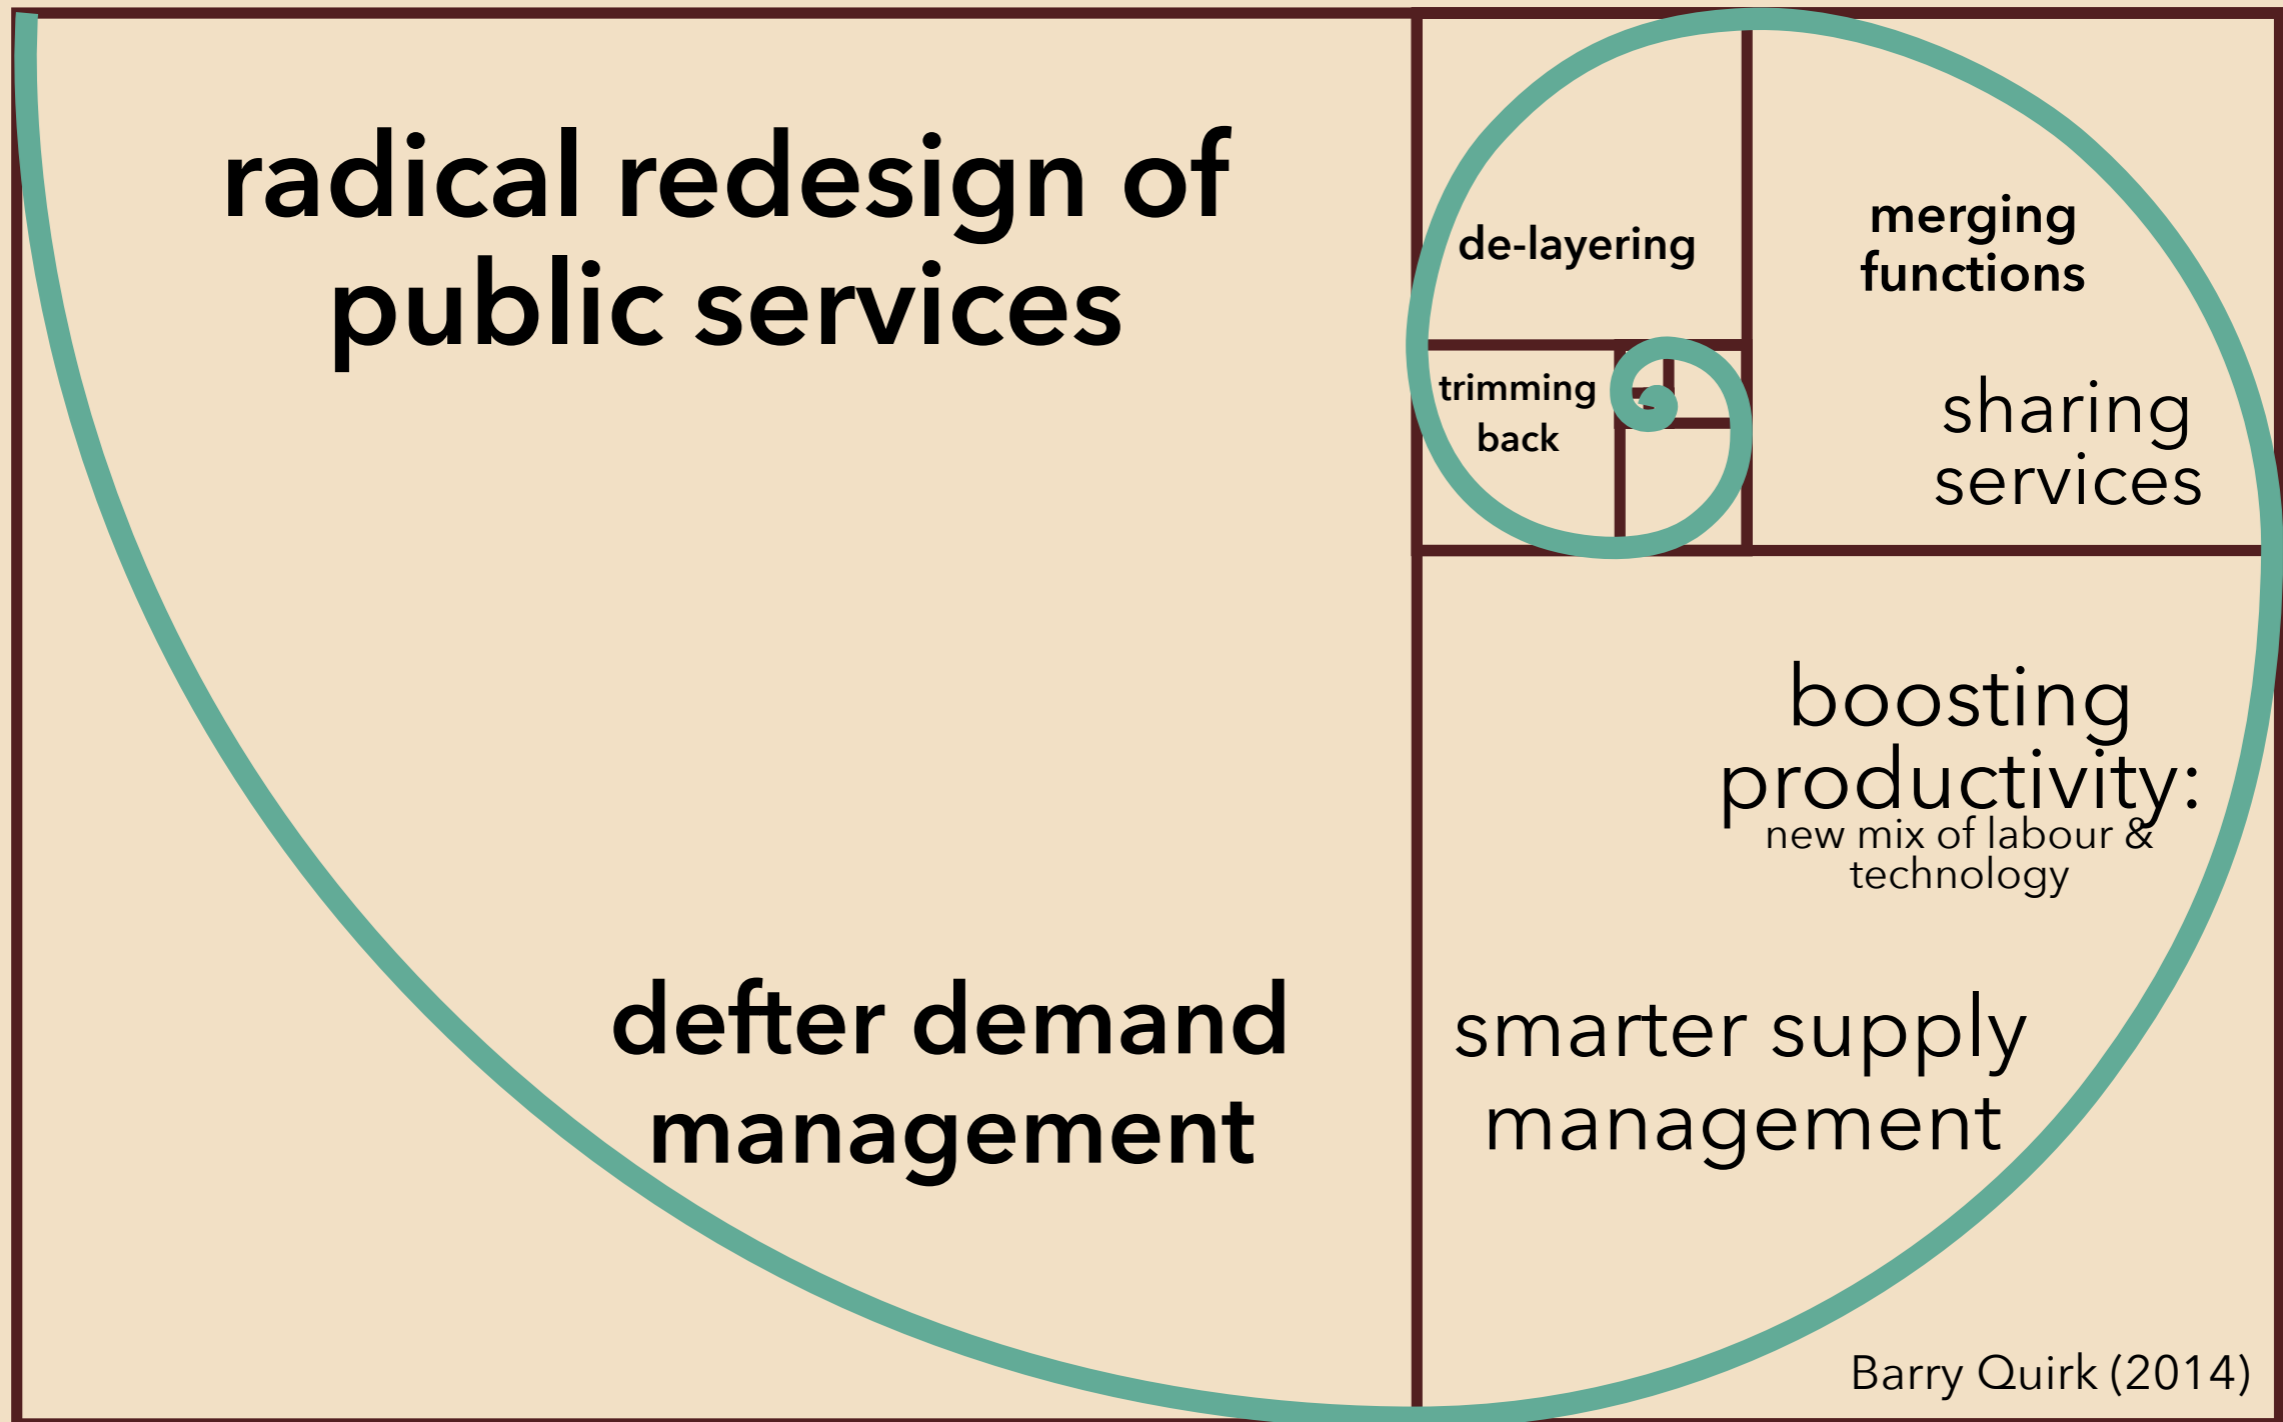 radical redesign of
public services
de-layering
merging
functions
trimming
back
sharing
services
boosting
productivity:
new mix of labour &
technology
defter demand
management
smarter supply
management
Barry Quirk (2014)